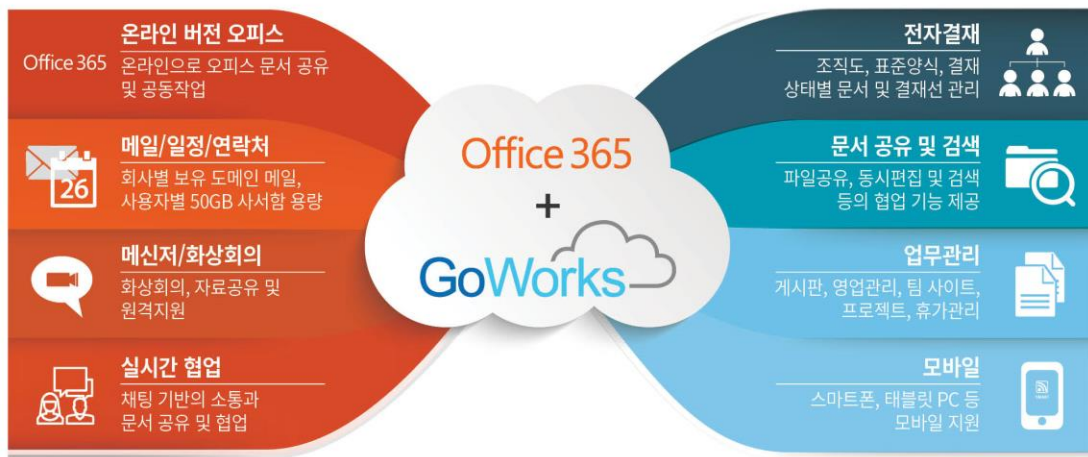 Office 365
온라인 버전 오피스
온라인으로 오피스 문서 공유
및 공동작업
26
메일/일정/연락처
회사별 보유 도메인 메일,
사용자별 50GB 사서함 용량
메신저/화상회의
화상회의, 자료공유 및
원격지원
실시간 협업
채팅 기반의 소통과
문서 공유 및 협업
Office 365
+
GoWorks
전자결재
조직도, 표준양식, 결재
상태별 문서 및 결재선 관리
문서 공유 및 검색
파일공유, 동시편집 및 검색
등의 협업 기능 제공
업무관리
게시판, 영업관리, 팀 사이트,
프로젝트, 휴가관리
모바일
스마트폰, 태블릿 PC 등
모바일 지원